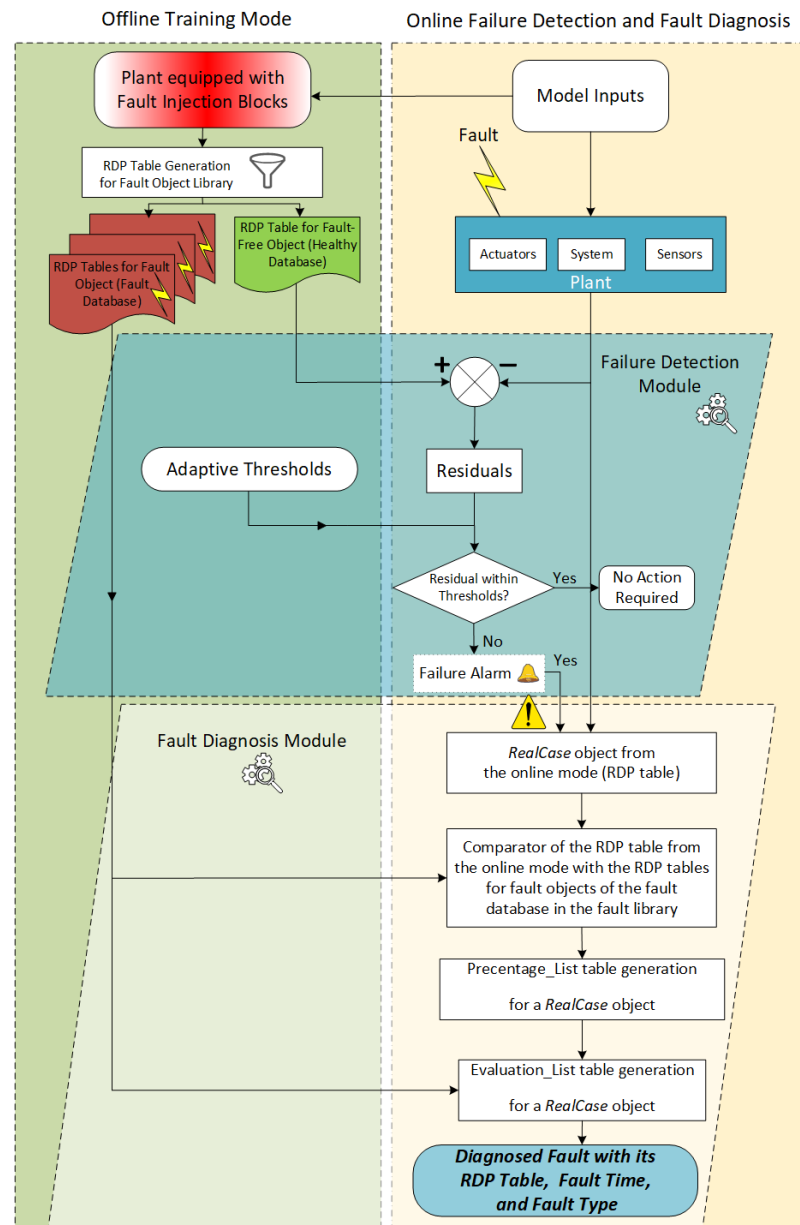 Offline Training Mode
Online Failure Detection and Fault Diagnosis
Plant equipped with
Fault Injection Blocks
Model Inputs
Fault
RDP Table Generation
for Fault Object Library
RDP Table for Fault-
Free Object (Healthy
Database)
RDP Tables for Fault
Object (Fault
Database)
Actuators
System
Sensors
Plant
+
−
Failure Detection
Module
Adaptive Thresholds
Residuals
Residual within
Thresholds?
Yes
No Action
Required
No
Failure Alarm
Yes
Fault Diagnosis Module
RealCase object from
the online mode (RDP table)
Comparator of the RDP table from
the online mode with the RDP tables
for fault objects of the fault
database in the fault library
Precentage_List table generation
for a RealCase object
Evaluation_List table generation
for a RealCase object
Diagnosed Fault with its
RDP Table, Fault Time,
and Fault Type